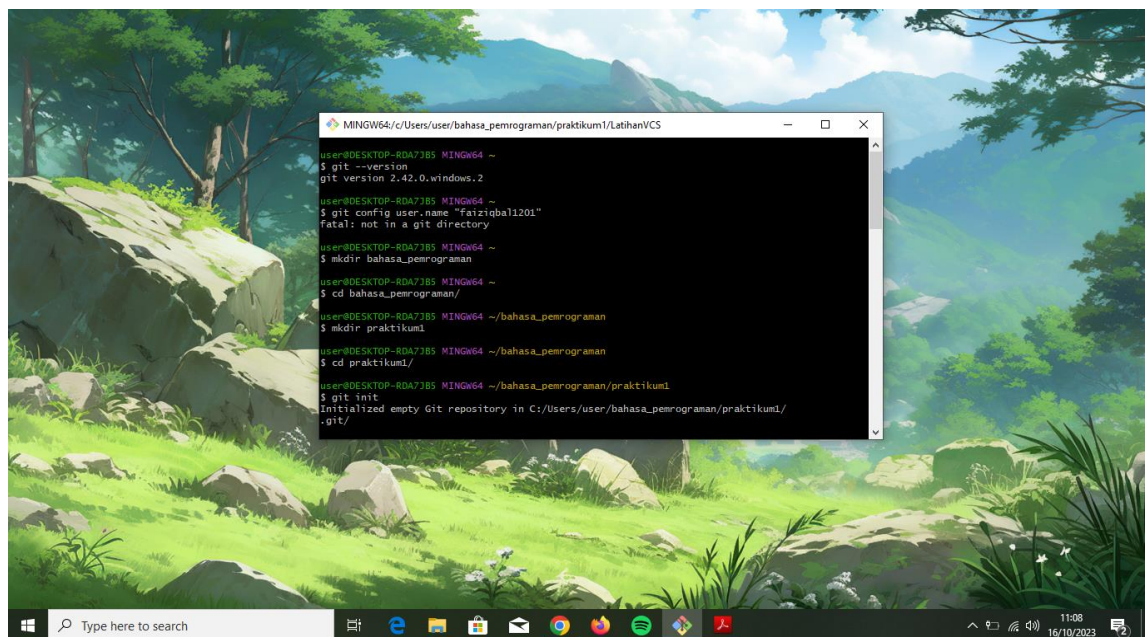 MINGW64:/c/Users/user/bahasa_pemrograman/praktikum1/LatihanVCS
user@DESKTOP-RDA7JB5 MINGW64 ~
$ git --version
git version 2.42.0.windows.2
user@DESKTOP-RDA7JB5 MINGW64 ~
$ git config user.name "faiziqbal1201"
fatal: not in a git directory
user@DESKTOP-RDA7JB5 MINGW64 ~
$ mkdir bahasa_pemrograman
user@DESKTOP-RDA7JB5 MINGW64 ~
$ cd bahasa_pemrograman/
user@DESKTOP-RDA7JB5 MINGW64 ~/bahasa_pemrograman
$ mkdir praktikum1
user@DESKTOP-RDA7JB5 MINGW64 ~/bahasa_pemrograman
$ cd praktikum1/
user@DESKTOP-RDA7JB5 MINGW64 ~/bahasa_pemrograman/praktikum1
$ git init
Initialized empty Git repository in C:/Users/user/bahasa_pemrograman/praktikum1/
.git/
Type here to search
11:08
16/10/2023
2